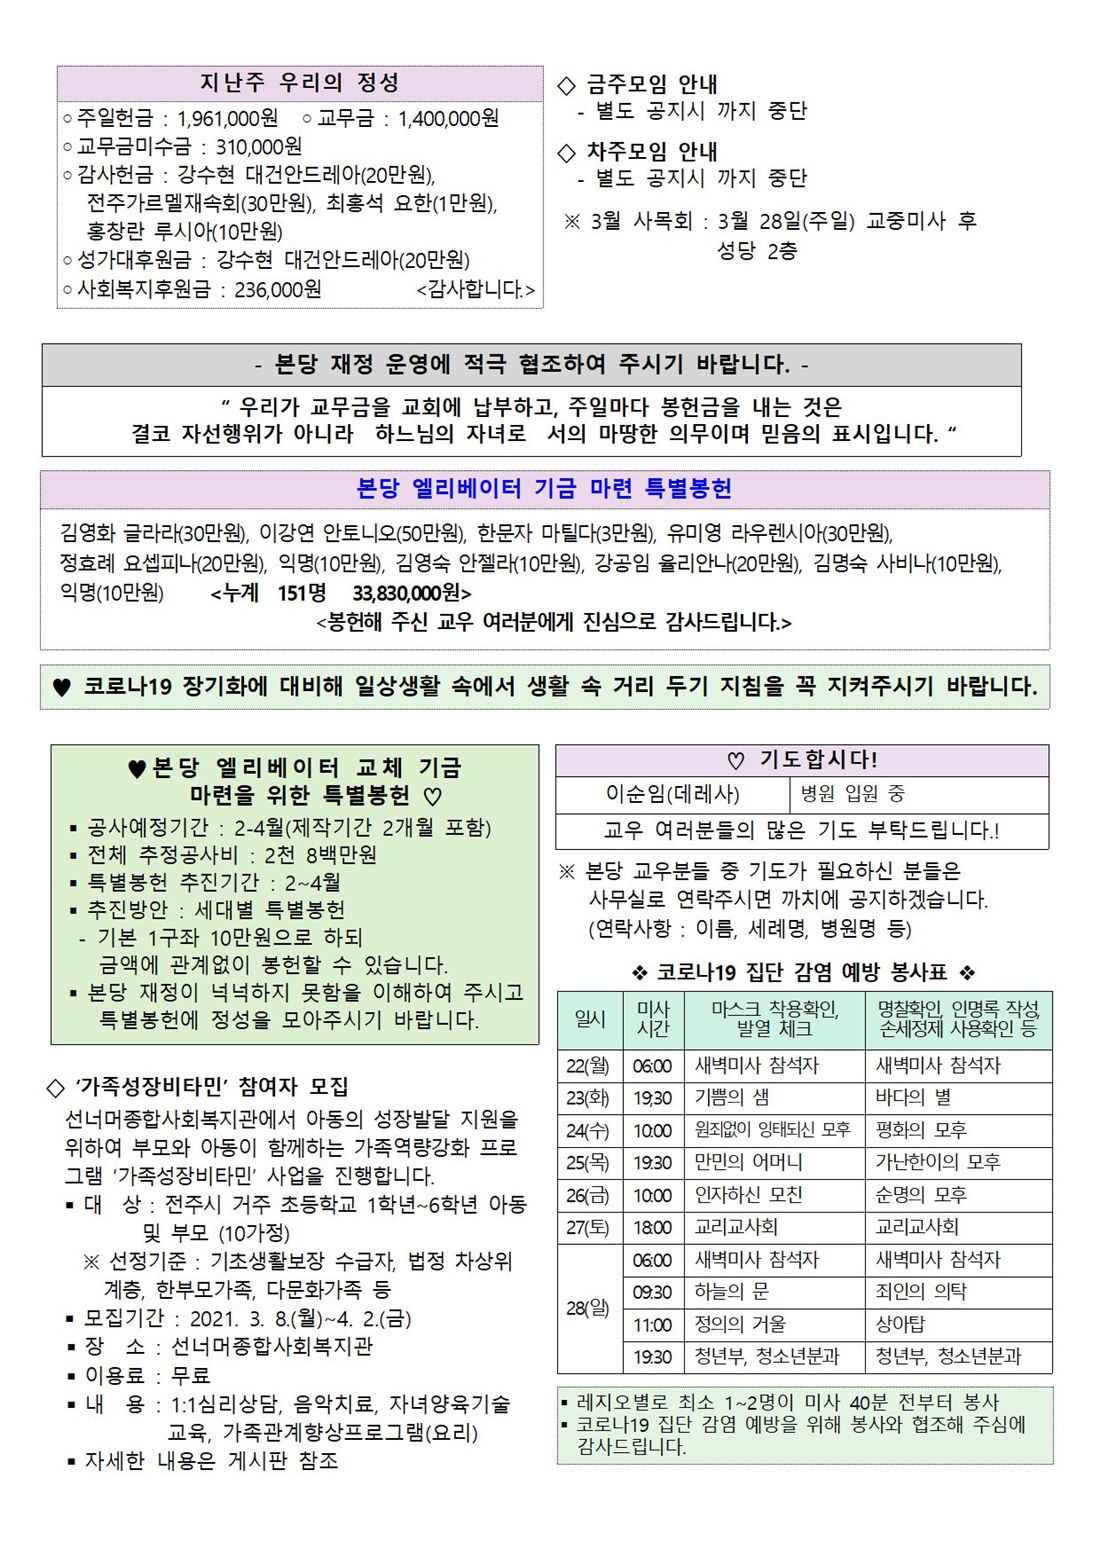 지난주 우리의 정성
○ 주일헌금 : 1,961,000원 ○ 교무금 : 1,400,000원
○ 교무금미수금 : 310,000원
○ 감사헌금 : 강수현 대건안드레아(20만원),
전주가르멜재속회(30만원), 최홍석 요한(1만원),
홍창란 루시아(10만원)
○ 성가대후원금 : 강수현 대건안드레아(20만원)
○ 사회복지후원금 : 236,000원 <감사합니다.>
◇ 금주모임 안내
- 별도 공지시 까지 중단
◇ 차주모임 안내
- 별도 공지시 까지 중단
※ 3월 사목회 : 3월 28일(주일) 교중미사 후
성당 2층
- 본당 재정 운영에 적극 협조하여 주시기 바랍니다. -
“ 우리가 교무금을 교회에 납부하고, 주일마다 봉헌금을 내는 것은
결코 자선행위가 아니라 하느님의 자녀로 서의 마땅한 의무이며 믿음의 표시입니다. “
본당 엘리베이터 기금 마련 특별봉헌
김영화 글라라(30만원), 이강연 안토니오(50만원), 한문자 마틸다(3만원), 유미영 라우렌시아(30만원),
정효례 요셉피나(20만원), 익명(10만원), 김영숙 안젤라(10만원), 강공임 율리안나(20만원), 김명숙 사비나(10만원),
익명(10만원) <누계 151명 33,830,000원>
<봉헌해 주신 교우 여러분에게 진심으로 감사드립니다.>
♥ 코로나19 장기화에 대비해 일상생활 속에서 생활 속 거리 두기 지침을 꼭 지켜주시기 바랍니다.
♥본당 엘리베이터 교체 기금
마련을 위한 특별봉헌 ♡
▪ 공사예정기간 : 2-4월(제작기간 2개월 포함)
▪ 전체 추정공사비 : 2천 8백만원
▪ 특별봉헌 추진기간 : 2~4월
▪ 추진방안 : 세대별 특별봉헌
- 기본 1구좌 10만원으로 하되
금액에 관계없이 봉헌할 수 있습니다.
▪ 본당 재정이 넉넉하지 못함을 이해하여 주시고
특별봉헌에 정성을 모아주시기 바랍니다.
◇ ‘가족성장비타민’ 참여자 모집
선너머종합사회복지관에서 아동의 성장발달 지원을
위하여 부모와 아동이 함께하는 가족역량강화 프로
그램 ‘가족성장비타민’ 사업을 진행합니다.
▪ 대 상 : 전주시 거주 초등학교 1학년~6학년 아동
및 부모 (10가정)
※ 선정기준 : 기초생활보장 수급자, 법정 차상위
계층, 한부모가족, 다문화가족 등
▪ 모집기간 : 2021. 3. 8.(월)~4. 2.(금)
▪ 장 소 : 선너머종합사회복지관
▪ 이용료 : 무료
▪ 내 용 : 1:1심리상담, 음악치료, 자녀양육기술
교육, 가족관계향상프로그램(요리)
▪ 자세한 내용은 게시판 참조
♡ 기도합시다!
이순임(데레사) 병원 입원 중
교우 여러분들의 많은 기도 부탁드립니다.!
※ 본당 교우분들 중 기도가 필요하신 분들은
사무실로 연락주시면 까치에 공지하겠습니다.
(연락사항 : 이름, 세례명, 병원명 등)
❖ 코로나19 집단 감염 예방 봉사표 ❖
일시 미사 시간 마스크 착용확인, 발열 체크 명찰확인, 인명록 작성, 손세정제 사용확인 등
22(월) 06:00 새벽미사 참석자 새벽미사 참석자
23(화) 19;30 기쁨의 샘 바다의 별
24(수) 10:00 원죄없이 잉태되신 모후 평화의 모후
25(목) 19:30 만민의 어머니 가난한이의 모후
26(금) 10:00 인자하신 모친 순명의 모후
27(토) 18:00 교리교사회 교리교사회
28(일) 06:00 새벽미사 참석자 새벽미사 참석자
09:30 하늘의 문 죄인의 의탁
11:00 정의의 거울 상아탑
19:30 청년부, 청소년분과 청년부, 청소년분과
▪ 레지오별로 최소 1~2명이 미사 40분 전부터 봉사
▪ 코로나19 집단 감염 예방을 위해 봉사와 협조해 주심에
감사드립니다.